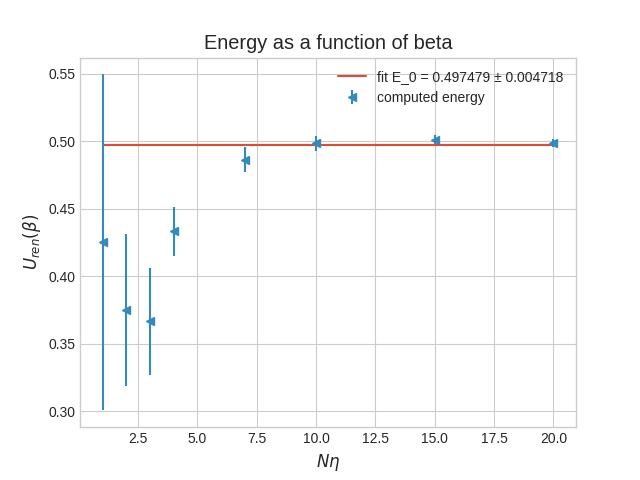 Energy as a function of beta
fit E_0 = 0.497479 ± 0.004718
computed energy
0.55
0.50
0.45
0.40
0.35
0.30
U_{ren}(β)
2.5 5.0 7.5 10.0 12.5 15.0 17.5 20.0
Nη